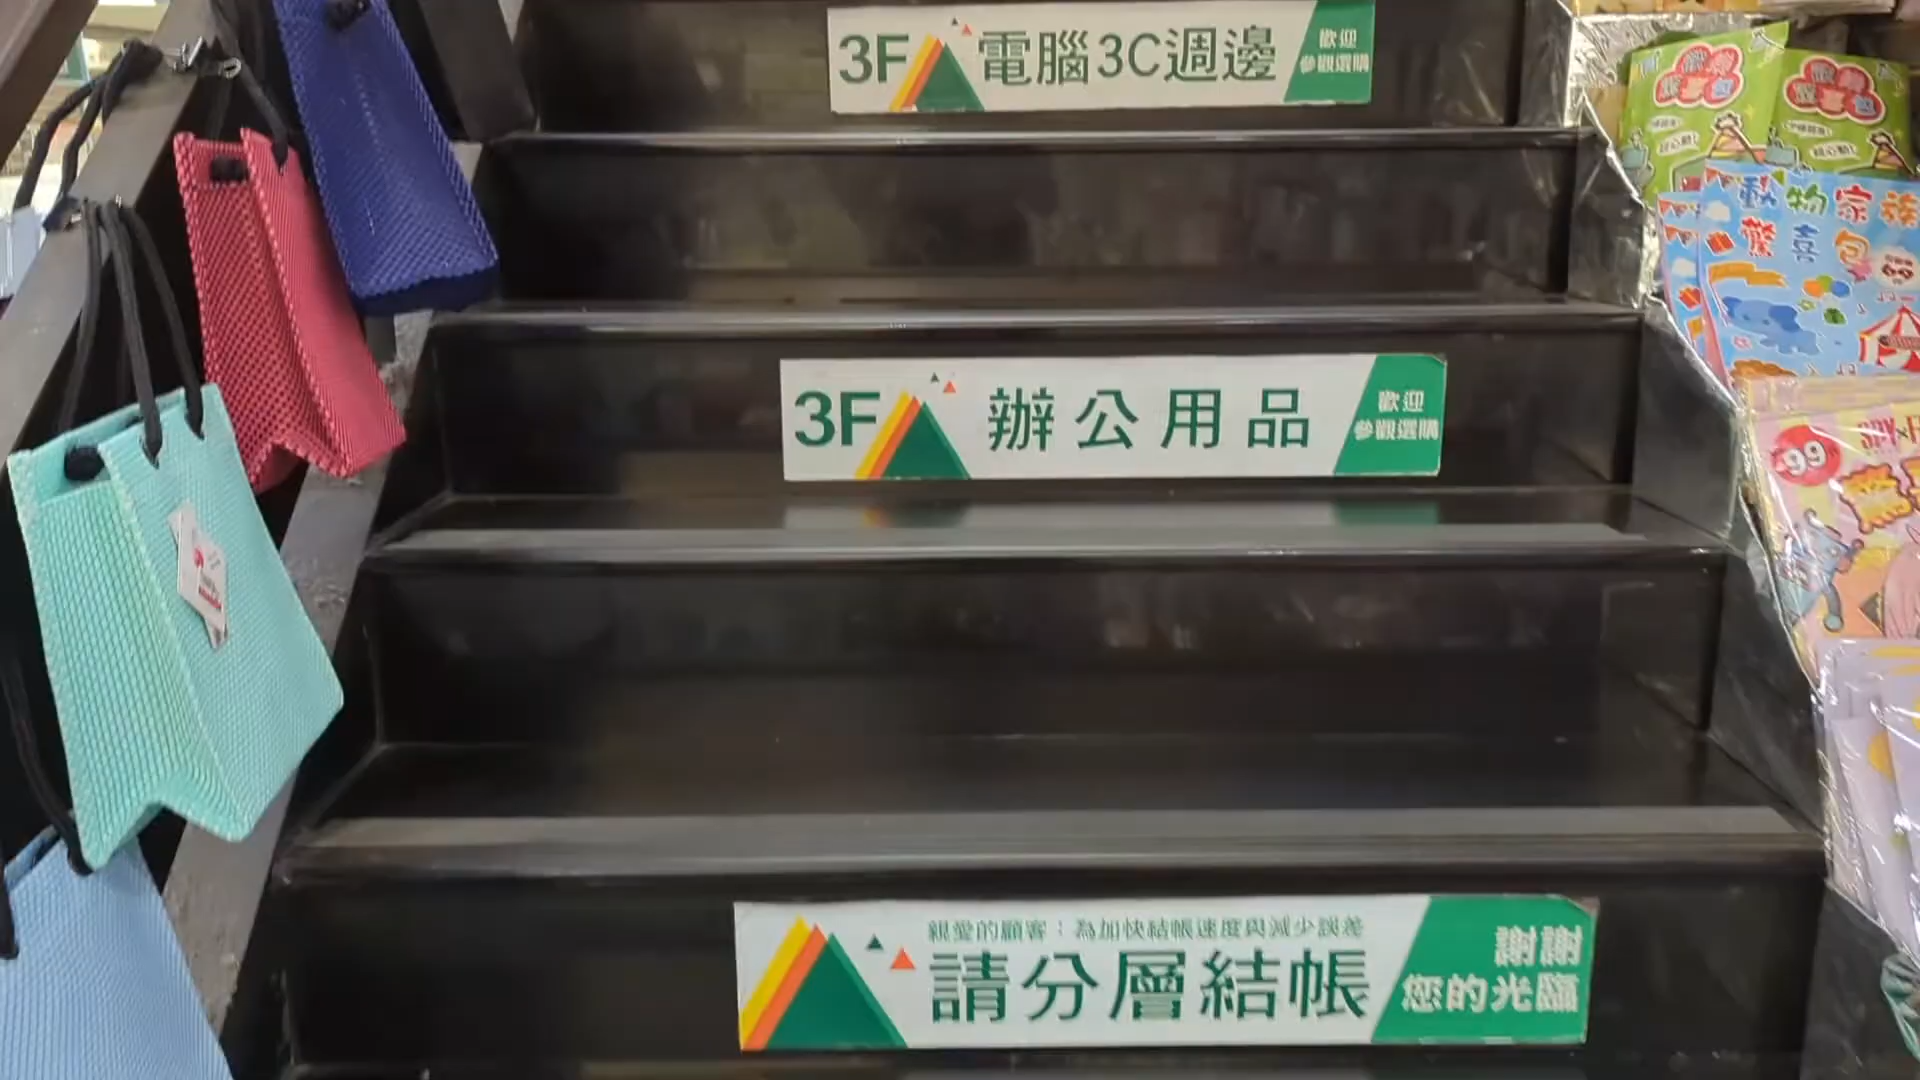 3F 電腦3C週邊
歡迎
參觀選購
3F 辦公用品
歡迎
參觀選購
親愛的顧客：為加快結帳速度與減少誤差
請分層結帳
謝謝
您的光臨
動物家族
驚喜包
99